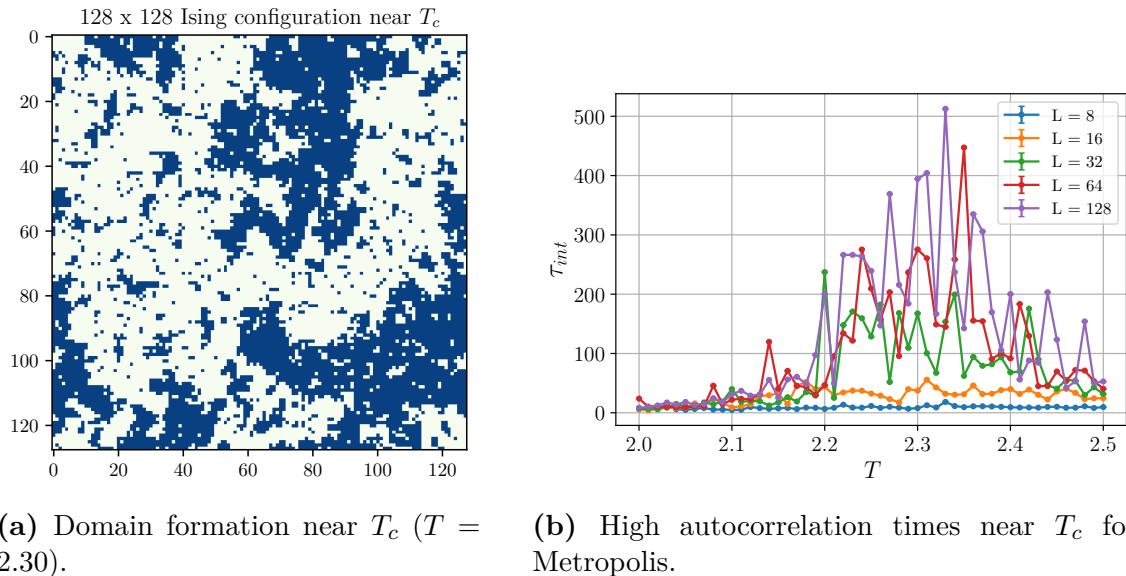 128 x 128 Ising configuration near T_c
0
20
40
60
80
100
120
0 20 40 60 80 100 120
500
400
300
200
100
0
τ_int
2.0 2.1 2.2 2.3 2.4 2.5
T
L = 8
L = 16
L = 32
L = 64
L = 128
(a) Domain formation near T_c (T =
2.30).
(b) High autocorrelation times near T_c fo
Metropolis.